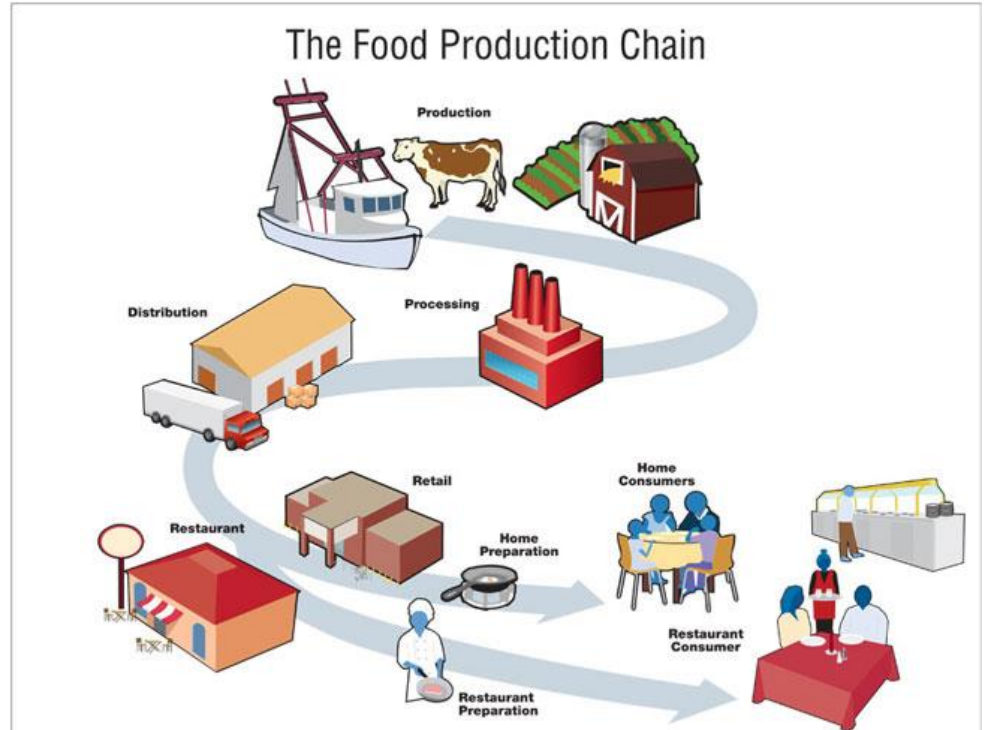 The Food Production Chain
Production
Processing
Distribution
Retail
Home
Consumers
Restaurant
Home
Preparation
Restaurant
Consumer
Restaurant
Preparation